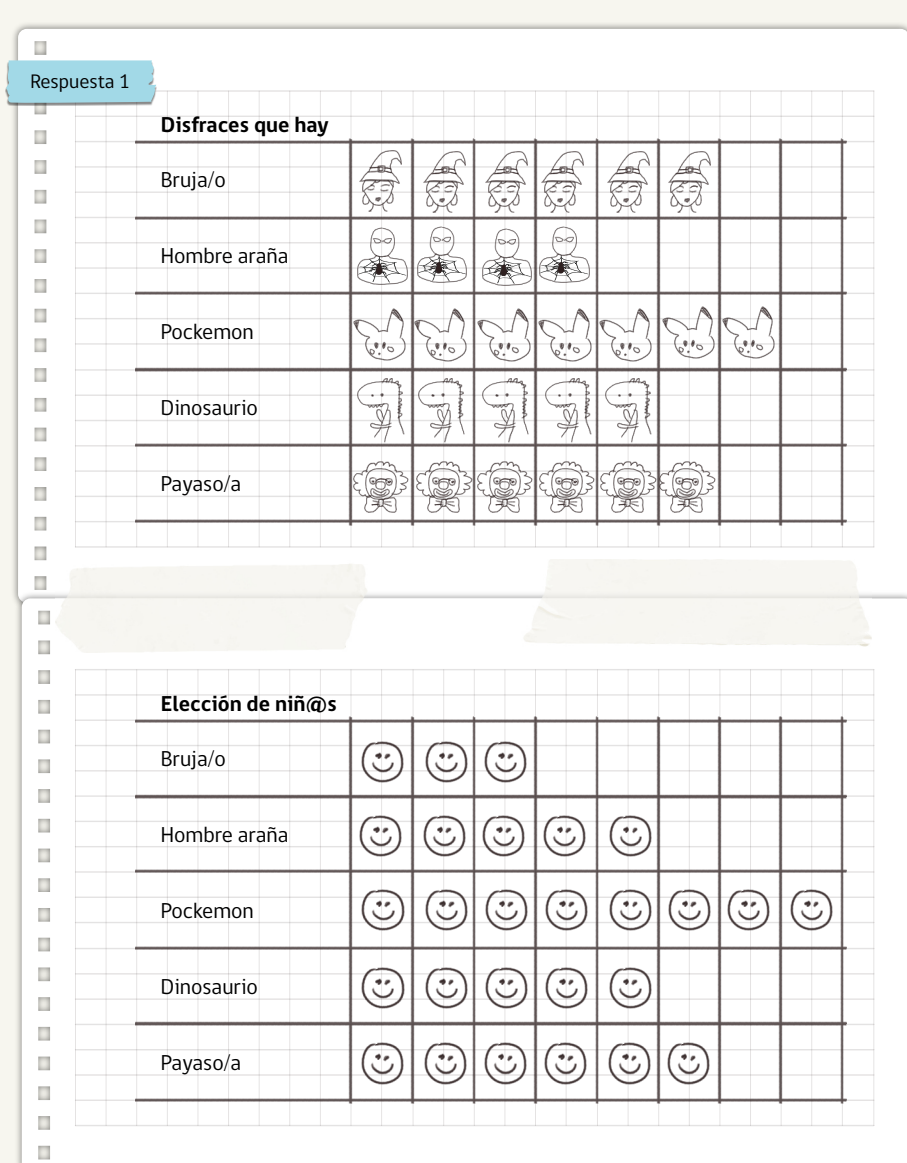 Respuesta 1
Disfraces que hay
Bruja/o
Hombre araña
Pockemon
Dinosaurio
Payaso/a
Elección de niñ@s
Bruja/o
Hombre araña
Pockemon
Dinosaurio
Payaso/a